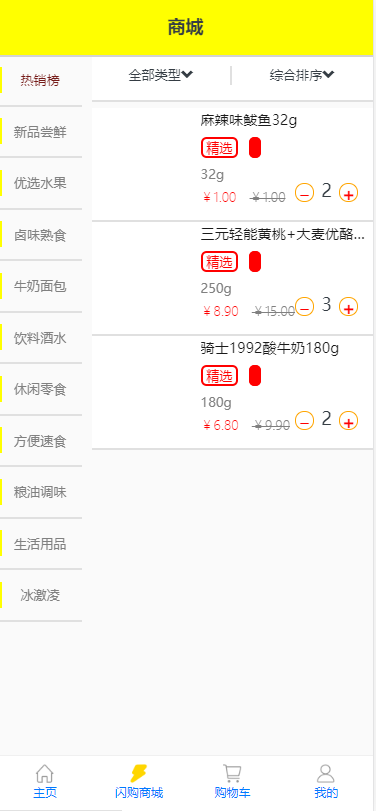 商城
全部类型
综合排序
热销榜
新品尝鲜
优选水果
卤味熟食
牛奶面包
饮料酒水
休闲零食
方便速食
粮油调味
生活用品
冰激凌
麻辣味鮁鱼32g
精选
32g
¥1.00 ¥1.00 2
三元轻能黄桃+大麦优酪...
精选
250g
¥8.90 ¥15.00 3
骑士1992酸牛奶180g
精选
180g
¥6.80 ¥9.90 2
主页
闪购商城
购物车
我的